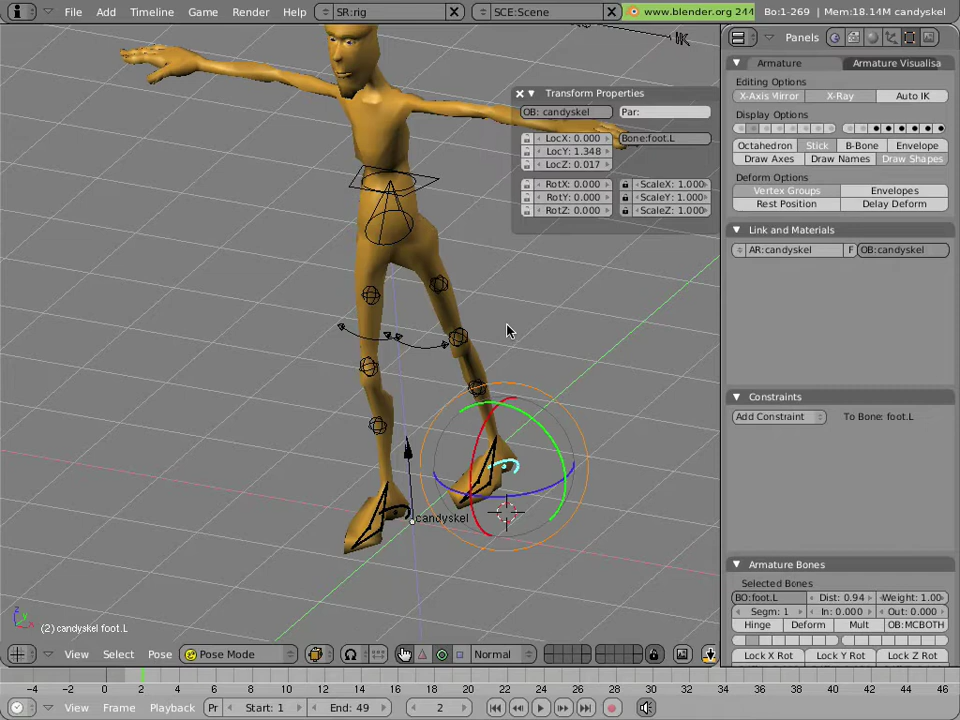 File Add Timeline Game Render Help SR:rig SCE:Scene www.blender.org 244 Bo:1-269 | Mem:18.14M candyskel
IK
Panels
Armature Armature Visualisa
Editing Options
X-Axis Mirror X-Ray Auto IK
Display Options
Octahedron Stick B-Bone Envelope
Draw Axes Draw Names Draw Shapes
Deform Options
Vertex Groups Envelopes
Rest Position Delay Deform
Link and Materials
AR:candyskel F OB:candyskel
Constraints
Add Constraint To Bone: foot.L
Armature Bones
Selected Bones
BO:foot.L Dist: 0.94 Weight: 1.00
Segm: 1 In: 0.000 Out: 0.000
Hinge Deform Mult OB:MCBOTH
Lock X Rot Lock Y Rot Lock Z Rot
Transform Properties
OB: candyskel Par:
LocX: 0.000 Bone:foot.L
LocY: 1.348
LocZ: 0.017
RotX: 0.000 ScaleX: 1.000
RotY: 0.000 ScaleY: 1.000
RotZ: 0.000 ScaleZ: 1.000
candyskel
z y x
(2) candyskel foot.L
View Select Pose Pose Mode Normal
-4 -2 0 2 4 6 8 10 12 14 16 18 20 22 24 26 28 30 32 34 36 38 40 42 44 46
View Frame Playback Pr Start: 1 End: 49 2